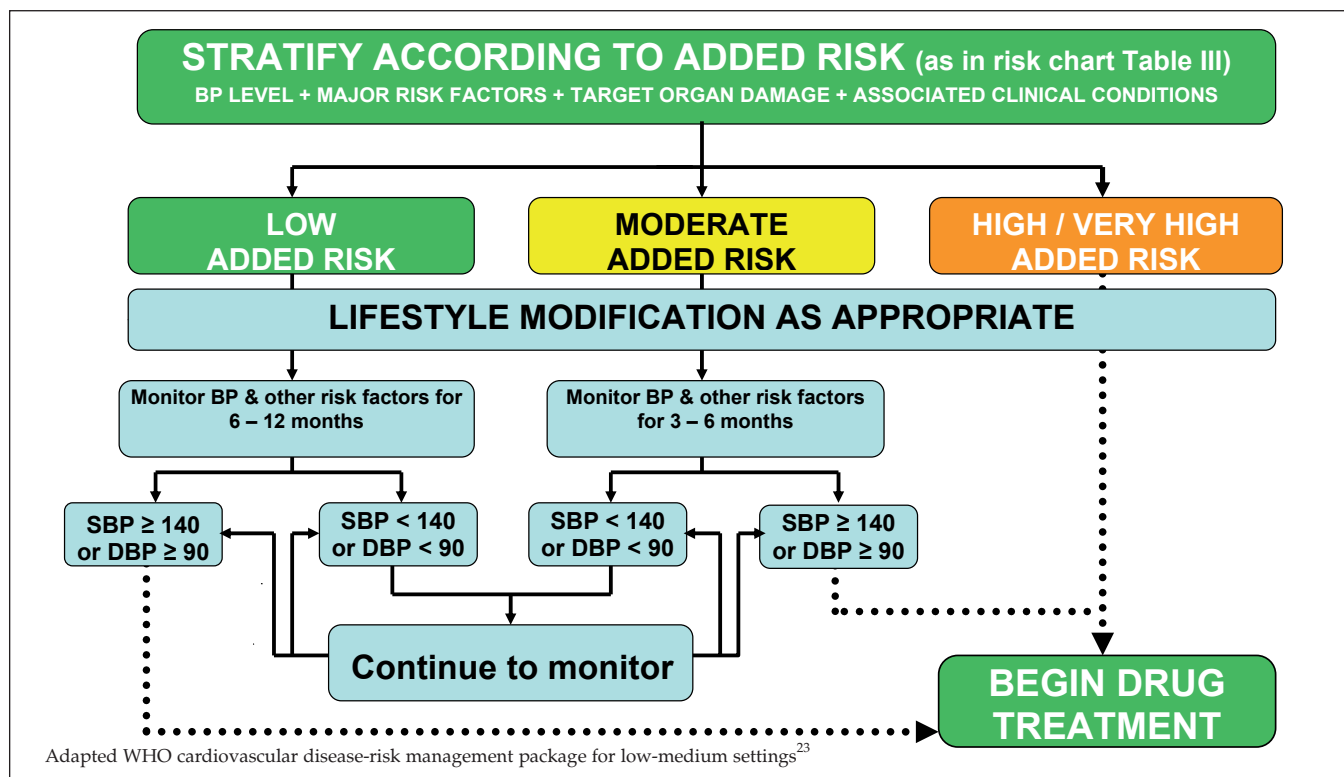 STRATIFY ACCORDING TO ADDED RISK (as in risk chart Table III)
BP LEVEL + MAJOR RISK FACTORS + TARGET ORGAN DAMAGE + ASSOCIATED CLINICAL CONDITIONS
LOW
ADDED RISK
MODERATE
ADDED RISK
HIGH / VERY HIGH
ADDED RISK
LIFESTYLE MODIFICATION AS APPROPRIATE
Monitor BP & other risk factors for
6 – 12 months
Monitor BP & other risk factors
for 3 – 6 months
SBP ≥ 140
or DBP ≥ 90
SBP < 140
or DBP < 90
SBP < 140
or DBP < 90
SBP ≥ 140
or DBP ≥ 90
Continue to monitor
BEGIN DRUG
TREATMENT
Adapted WHO cardiovascular disease-risk management package for low-medium settings23